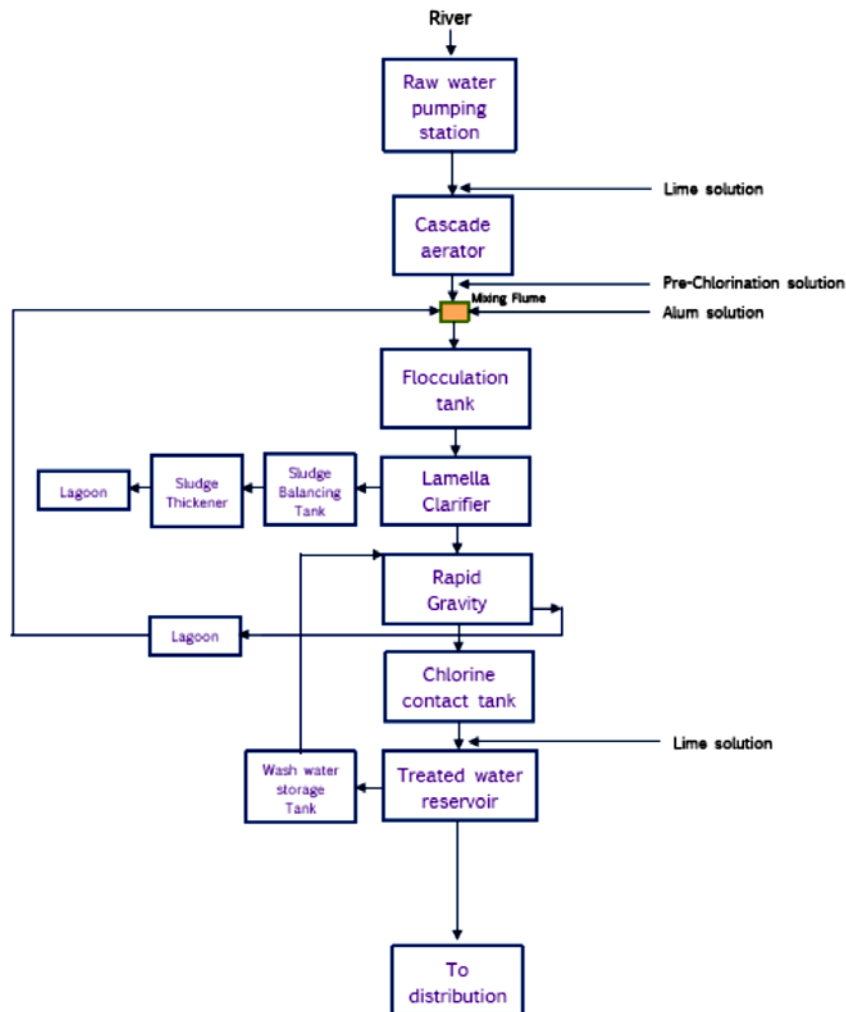 River
Raw water
pumping
station
Lime solution
Cascade
aerator
Pre-Chlorination solution
Mixing Flume
Alum solution
Flocculation
tank
Lagoon
Sludge
Thickener
Sludge
Balancing
Tank
Lamella
Clarifier
Rapid
Gravity
Lagoon
Chlorine
contact tank
Lime solution
Wash water
storage
Tank
Treated water
reservoir
To
distribution